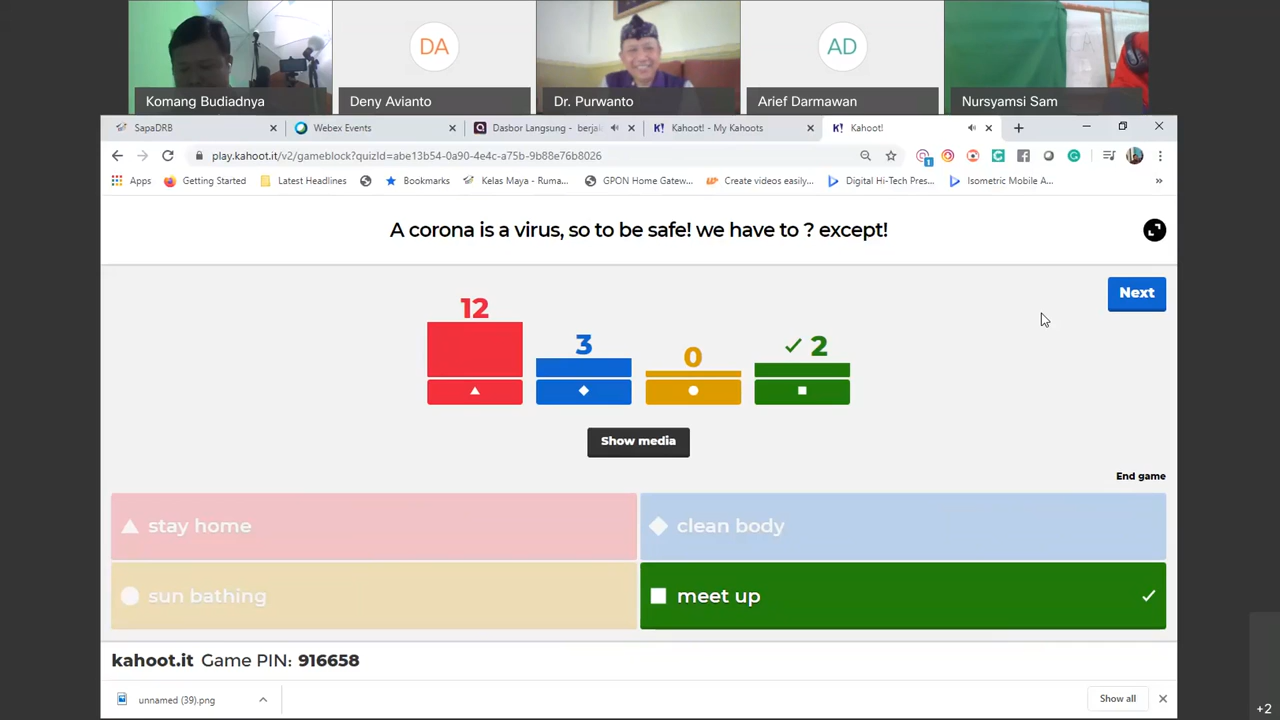 DA
AD
Komang Budiadnya
Deny Avianto
Dr. Purwanto
Arief Darmawan
Nursyamsi Sam
SapaDRB
Webex Events
Dasbor Langsung - berja
Kahoot! - My Kahoots
Kahoot!
play.kahoot.it/v2/gameblock?quizId=abe13b54-0a90-4e4c-a75b-9b88e76b8026
1
Apps
Getting Started
Latest Headlines
Bookmarks
Kelas Maya - Ruma...
GPON Home Gatew...
Create videos easily...
Digital Hi-Tech Pres...
Isometric Mobile A...
A corona is a virus, so to be safe! we have to ? except!
Next
12
3
0
2
Show media
End game
stay home
clean body
sun bathing
meet up
kahoot.it Game PIN: 916658
unnamed (39).png
Show all
+2